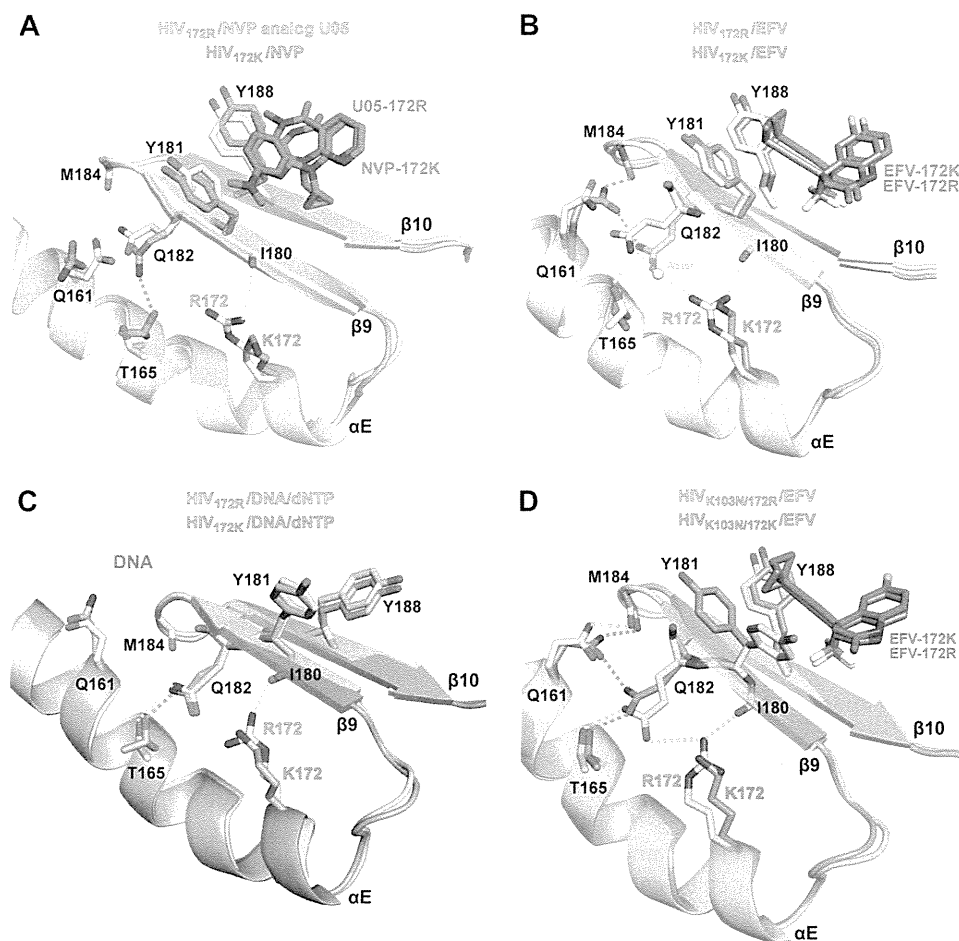 A
HIV172R/NVP analog U05
HIV172K/NVP
Y188
U05-172R
Y181
NVP-172K
M184
β10
Q182
I180
Q161
R172
β9
K172
T165
αE
B
HIV172R/EFV
HIV172K/EFV
Y188
Y181
M184
EFV-172K
EFV-172R
Q182
I180
β10
Q161
β9
R172
K172
T165
αE
C
HIV172R/DNA/dNTP
HIV172K/DNA/dNTP
DNA
Y181
Y188
M184
Q161
Q182
I180
β10
β9
R172
T165
K172
αE
D
HIVK103N/172R/EFV
HIVK103N/172K/EFV
Y181
Y188
M184
EFV-172K
EFV-172R
Q161
Q182
I180
β10
β9
T165
R172
K172
αE